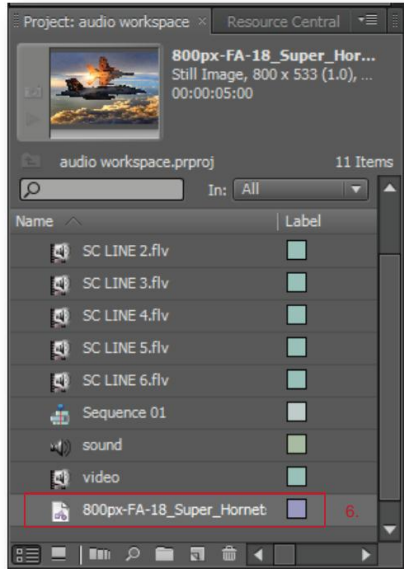 Project: audio workspace × Resource Central
800px-FA-18_Super_Hor...
Still Image, 800 x 533 (1.0), ...
00:00:05:00
audio workspace.prproj 11 Items
In: All
Name Label
SC LINE 2.flv
SC LINE 3.flv
SC LINE 4.flv
SC LINE 5.flv
SC LINE 6.flv
Sequence 01
sound
video
800px-FA-18_Super_Hornet: 6.